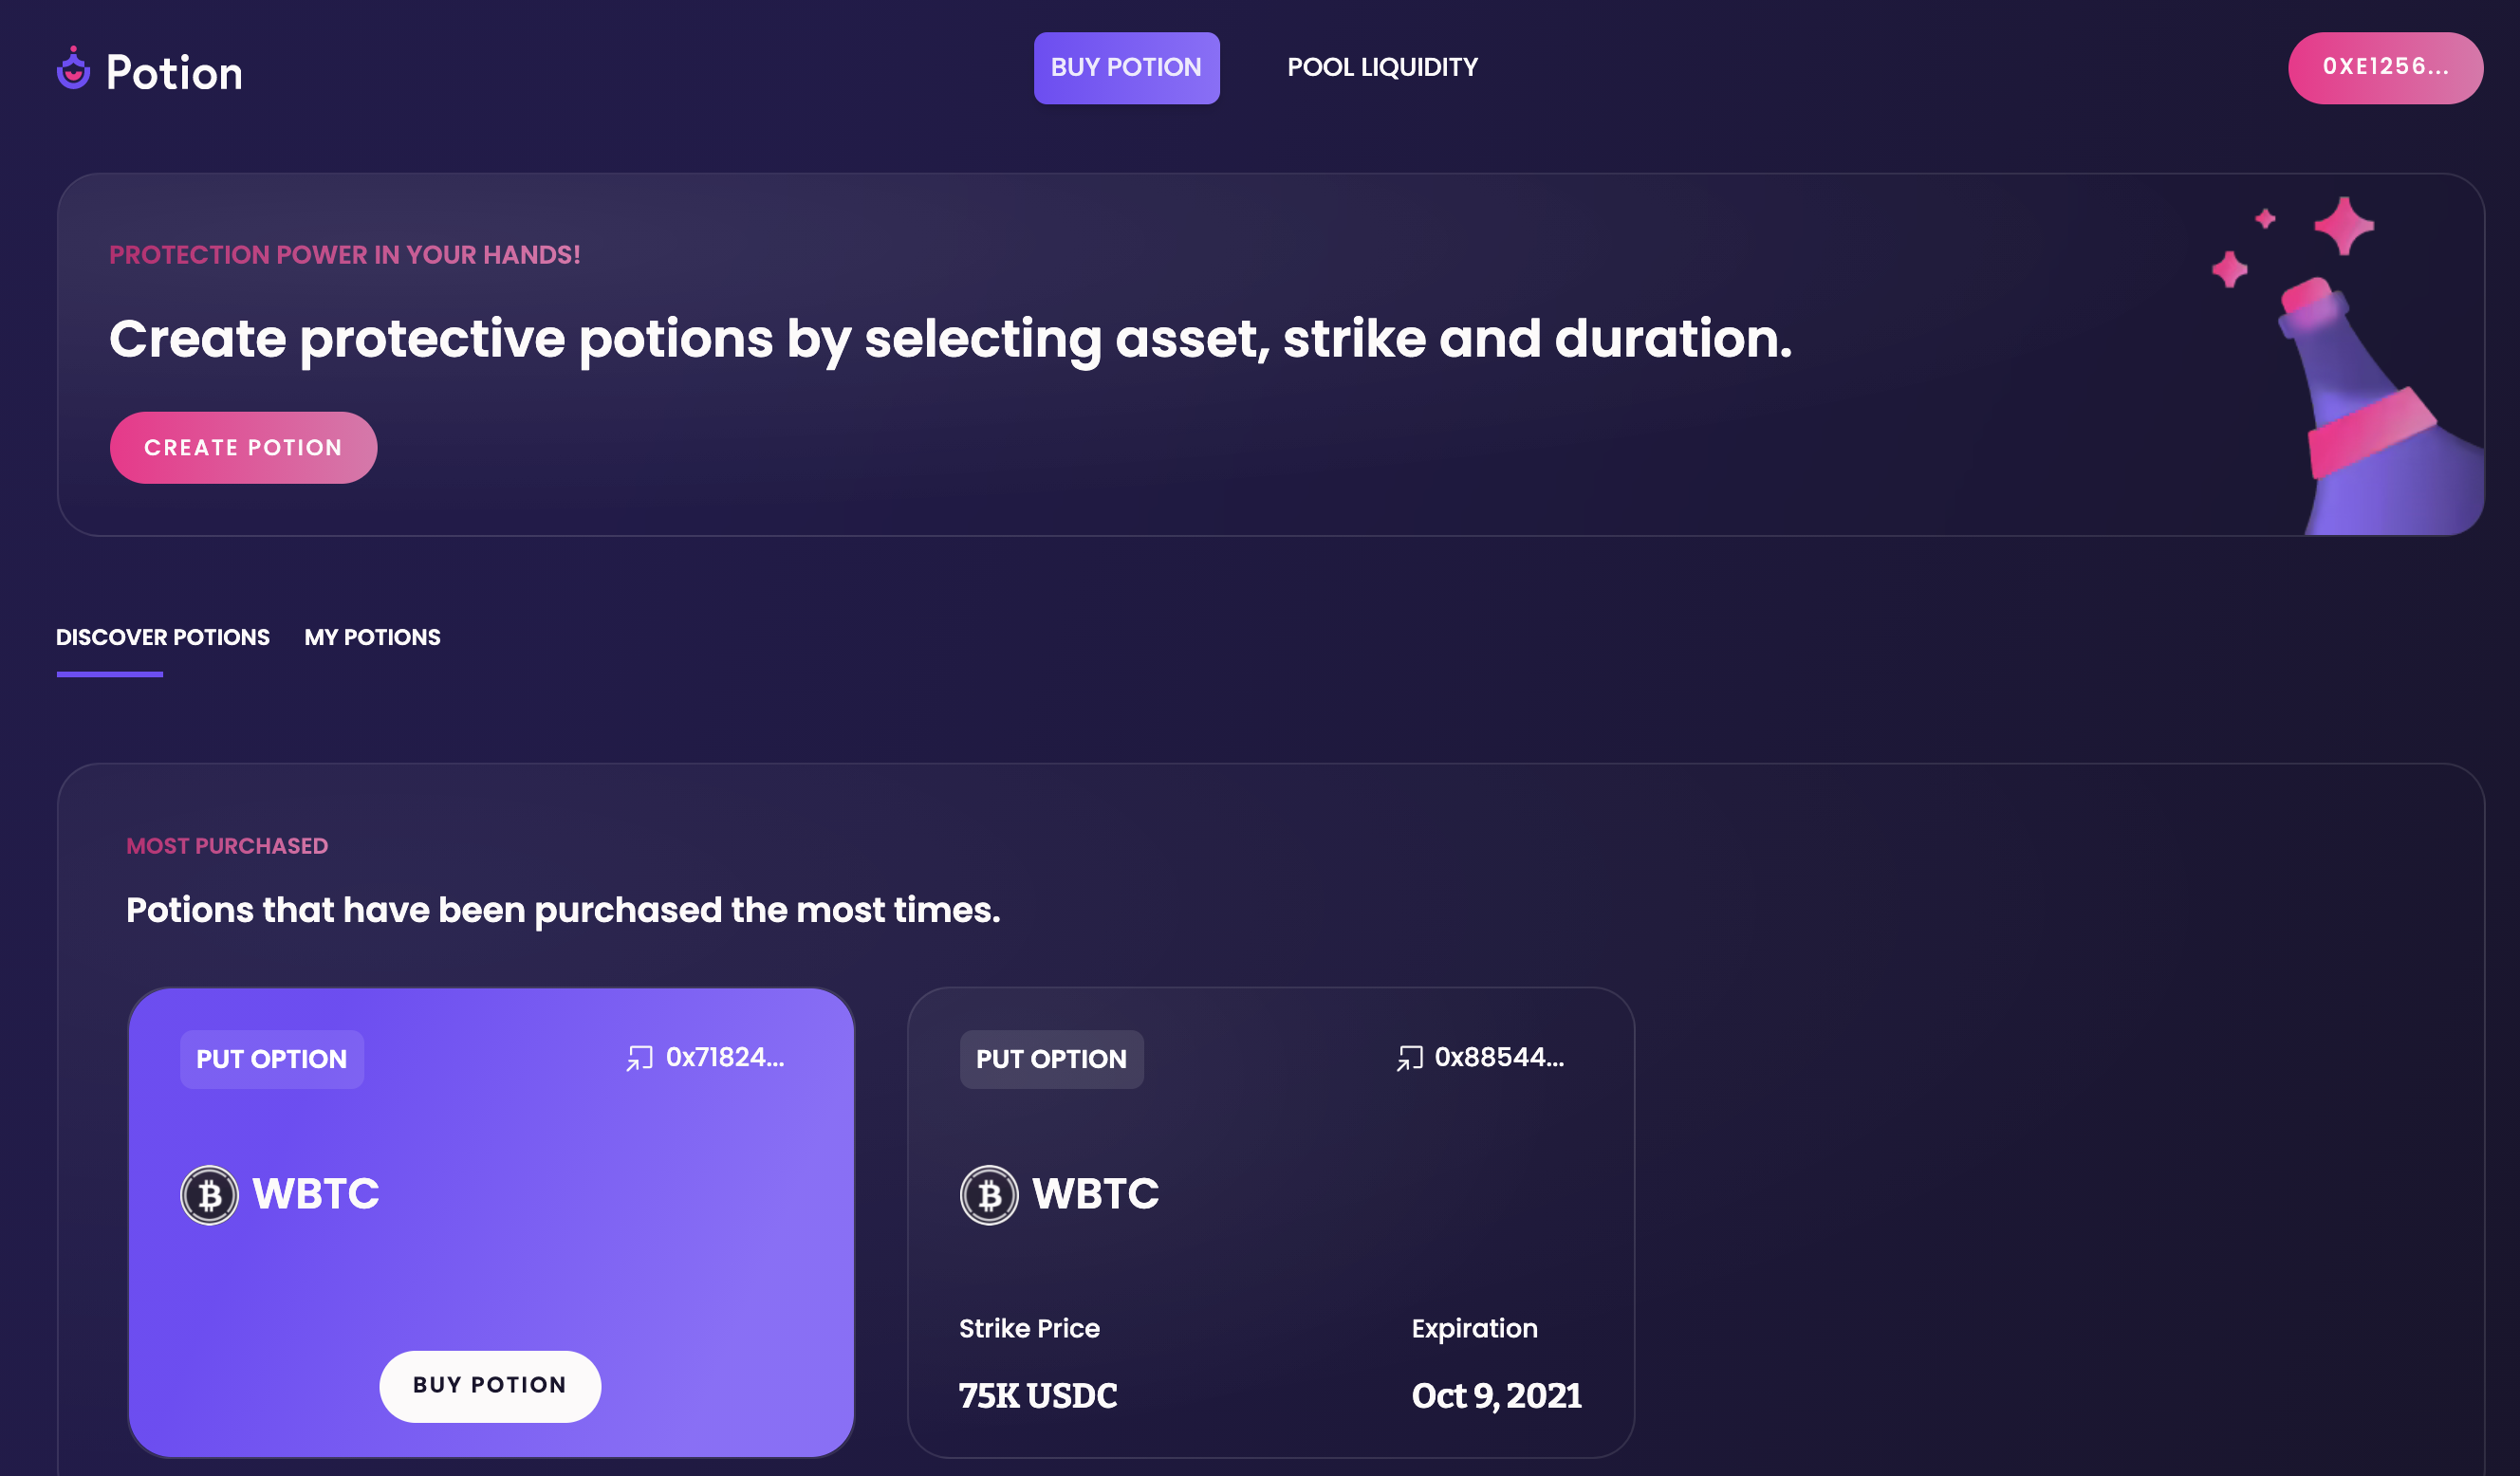 Potion
BUY POTION
POOL LIQUIDITY
0XE1256...
PROTECTION POWER IN YOUR HANDS!
Create protective potions by selecting asset, strike and duration.
CREATE POTION
DISCOVER POTIONS
MY POTIONS
MOST PURCHASED
Potions that have been purchased the most times.
PUT OPTION
0x71824...
WBTC
BUY POTION
PUT OPTION
0x88544...
WBTC
Strike Price
Expiration
75K USDC
Oct 9, 2021